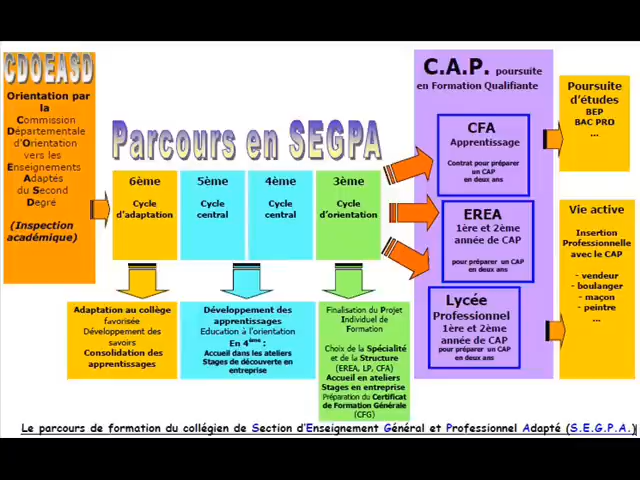 CDOEASD
Orientation par
la
Commission
Départementale
d'Orientation
vers les
Enseignements
Adaptés
du Second
Degré
(Inspection
académique)
Parcours en SEGPA
6ème
Cycle
d'adaptation
5ème
Cycle
central
4ème
Cycle
central
3ème
Cycle
d'orientation
Adaptation au collège
favorisée
Développement des
savoirs
Consolidation des
apprentissages
Développement des
apprentissages
Education à l'orientation
En 4ème :
Accueil dans les ateliers
Stages de découverte en
entreprise
Finalisation du Projet
Individuel de
Formation
Choix de la Spécialité
et de la Structure
(EREA, LP, CFA)
Accueil en ateliers
Stages en entreprise
Préparation du Certificat
de Formation Générale
(CFG)
C.A.P. poursuite
en Formation Qualifiante
CFA
Apprentissage
Contrat pour préparer
un CAP
en deux ans
EREA
1ère et 2ème
année de CAP
pour préparer un CAP
en deux ans
Lycée
Professionnel
1ère et 2ème
année de CAP
pour préparer un CAP
en deux ans
Poursuite
d'études
BEP
BAC PRO
...
Vie active
Insertion
Professionnelle
avec le CAP
- vendeur
- boulanger
- maçon
- peintre
...
Le parcours de formation du collégien de Section d'Enseignement Général et Professionnel Adapté (S.E.G.P.A.)